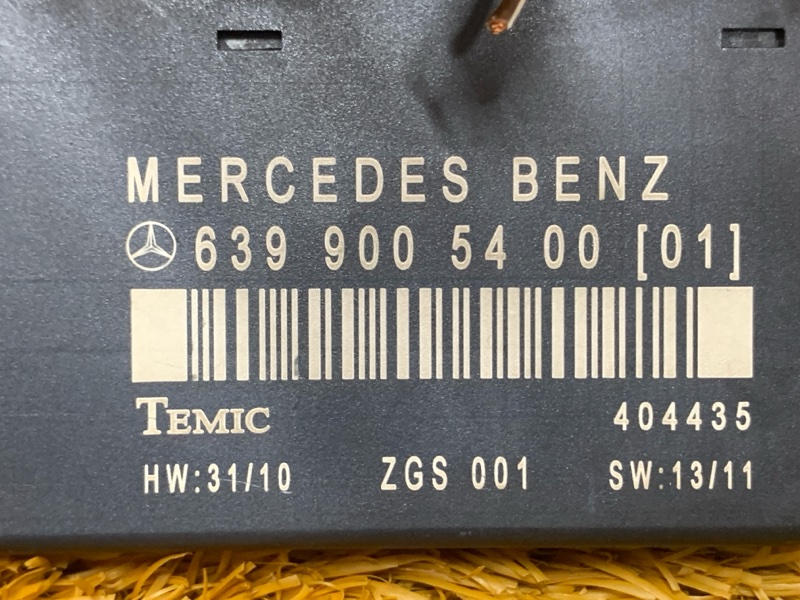 MERCEDES BENZ
639 900 54 00 [01]
TEMIC 404435
HW:31/10 ZGS 001 SW:13/11